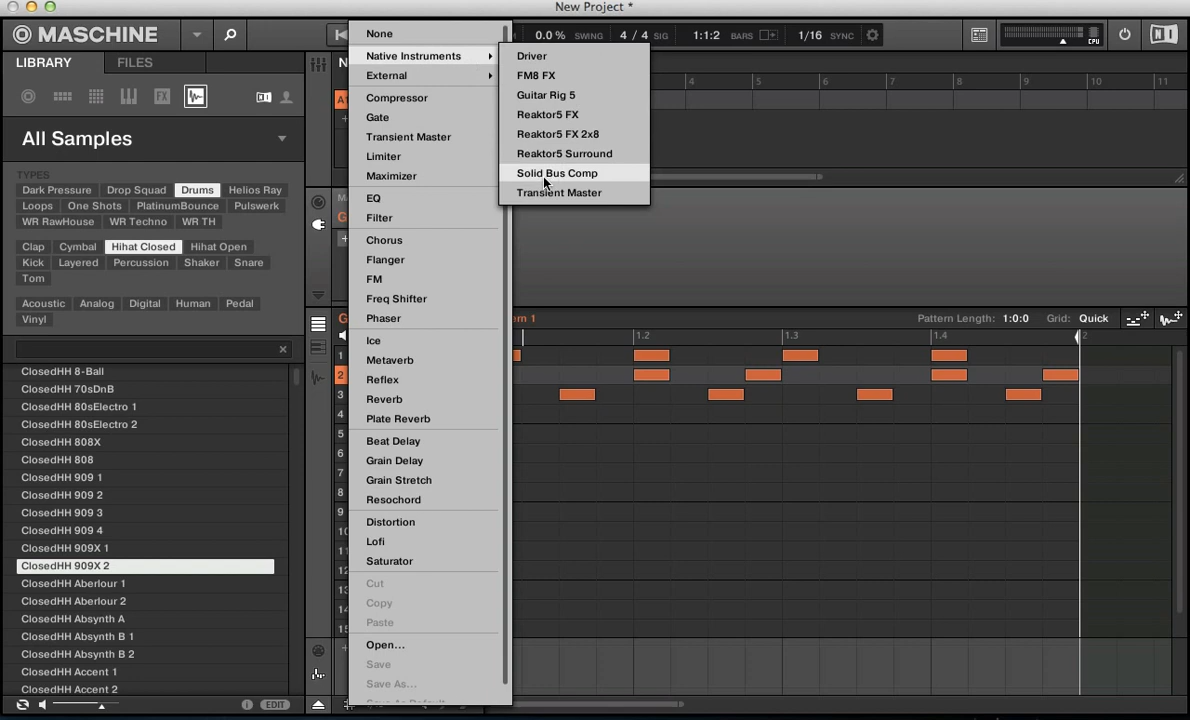 New Project *
MASCHINE
0.0% SWING 4 / 4 SIG 1:1:2 BARS 1/16 SYNC
CPU
LIBRARY FILES
All Samples
TYPES
Dark Pressure Drop Squad Drums Helios Ray
Loops One Shots PlatinumBounce Pulswerk
WR RawHouse WR Techno WR TH
Clap Cymbal Hihat Closed Hihat Open
Kick Layered Percussion Shaker Snare
Tom
Acoustic Analog Digital Human Pedal
Vinyl
ClosedHH 8-Ball
ClosedHH 70sDnB
ClosedHH 80sElectro 1
ClosedHH 80sElectro 2
ClosedHH 808X
ClosedHH 808
ClosedHH 909 1
ClosedHH 909 2
ClosedHH 909 3
ClosedHH 909 4
ClosedHH 909X 1
ClosedHH 909X 2
ClosedHH Aberlour 1
ClosedHH Aberlour 2
ClosedHH Absynth A
ClosedHH Absynth B 1
ClosedHH Absynth B 2
ClosedHH Accent 1
ClosedHH Accent 2
EDIT
None
Native Instruments
External
Compressor
Gate
Transient Master
Limiter
Maximizer
EQ
Filter
Chorus
Flanger
FM
Freq Shifter
Phaser
Ice
Metaverb
Reflex
Reverb
Plate Reverb
Beat Delay
Grain Delay
Grain Stretch
Resochord
Distortion
Lofi
Saturator
Cut
Copy
Paste
Open...
Save
Save As...
Save As Default
Driver
FM8 FX
Guitar Rig 5
Reaktor5 FX
Reaktor5 FX 2x8
Reaktor5 Surround
Solid Bus Comp
Transient Master
4 5 6 7 8 9 10 11
Pattern Length: 1:0:0 Grid: Quick
1.2 1.3 1.4 2
1
2
3
4
5
6
7
8
9
10
11
12
13
14
15